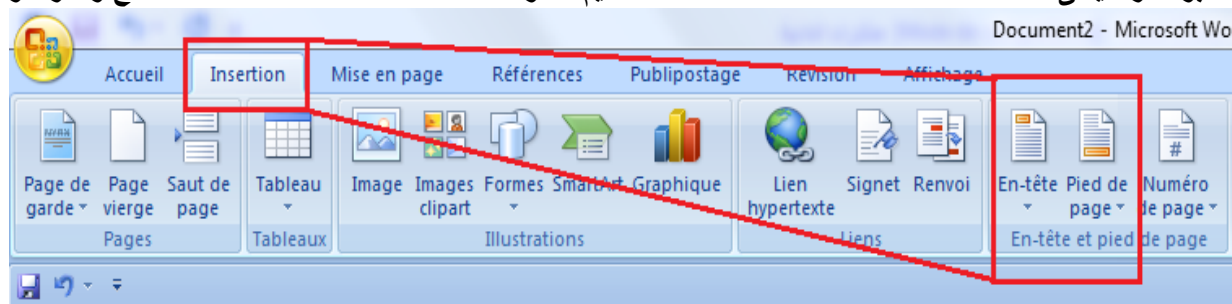 Document2 - Microsoft Wo
Accueil Insertion Mise en page Références Publipostage Révision Affichage
Page de garde Page vierge Saut de page Tableau Image Images clipart Formes SmartArt Graphique Lien hypertexte Signet Renvoi En-tête Pied de page Numéro de page
Pages Tableaux Illustrations Liens En-tête et pied de page